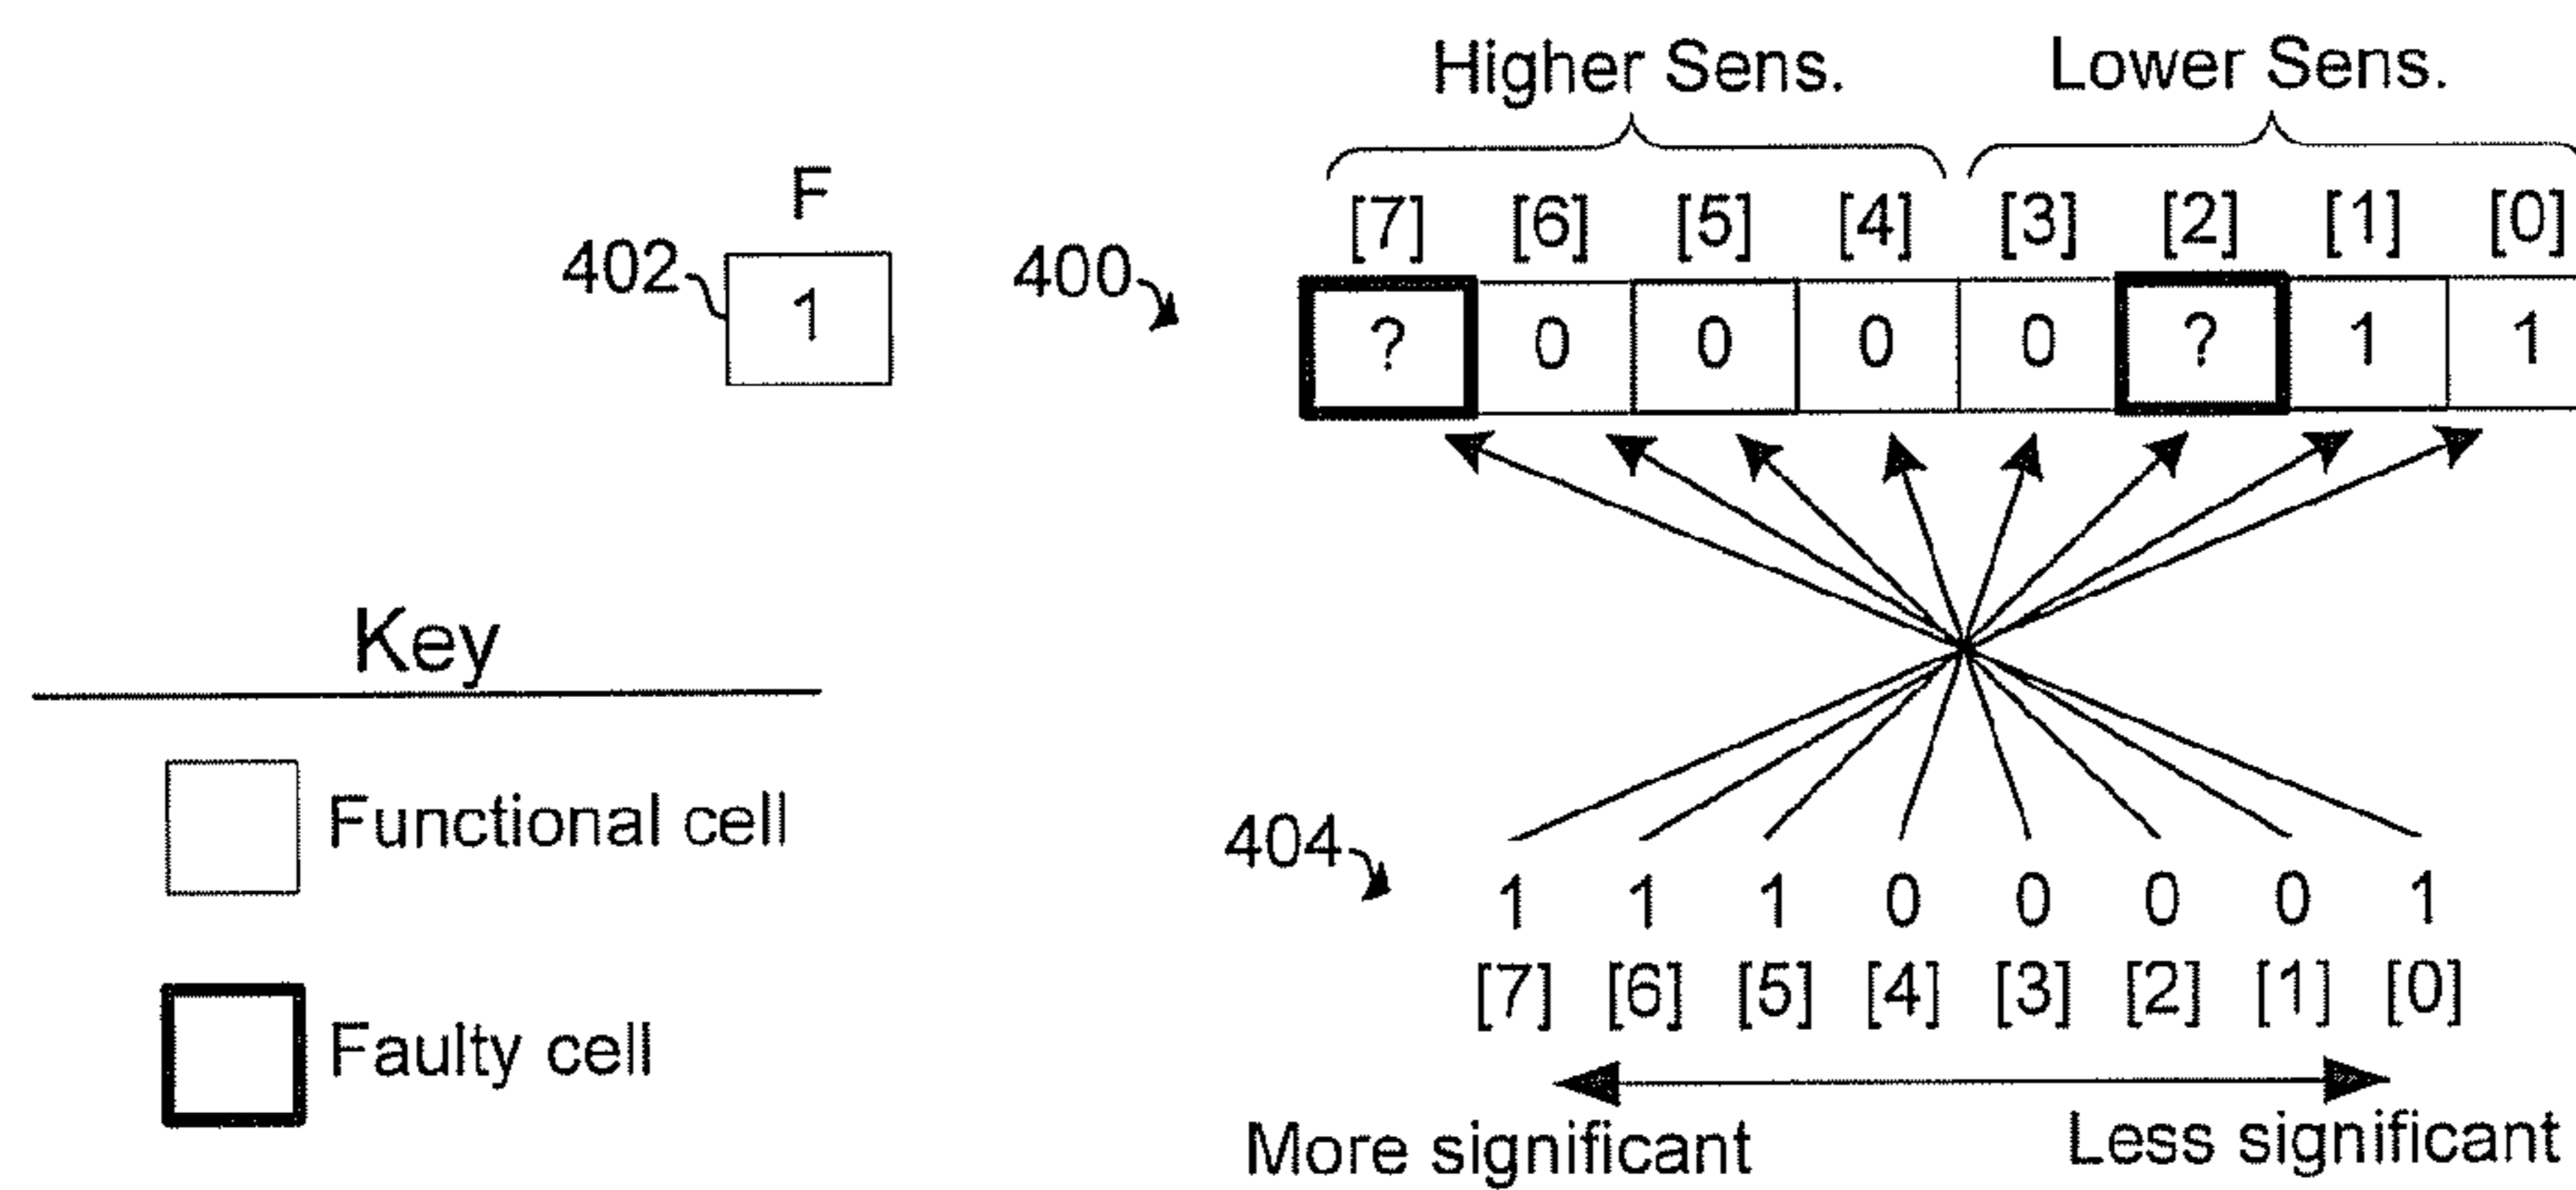 Higher Sens. Lower Sens.
F
[7] [6] [5] [4] [3] [2] [1] [0]
402 1 400 ? 0 0 0 0 ? 1 1
Key
Functional cell
Faulty cell
404 1 1 1 0 0 0 0 1
[7] [6] [5] [4] [3] [2] [1] [0]
More significant Less significant